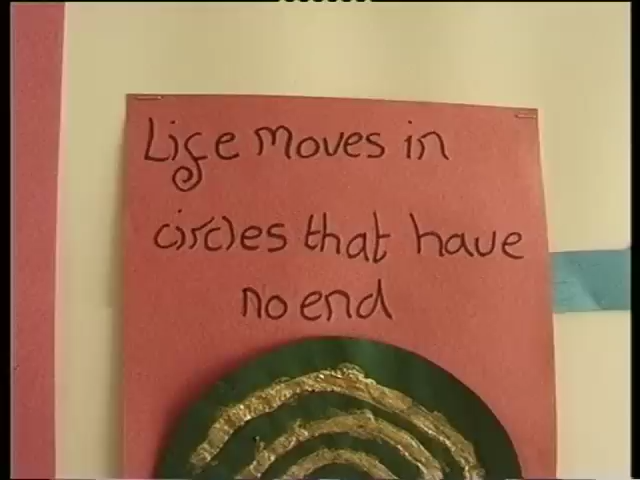 Life moves in
circles that have
no end